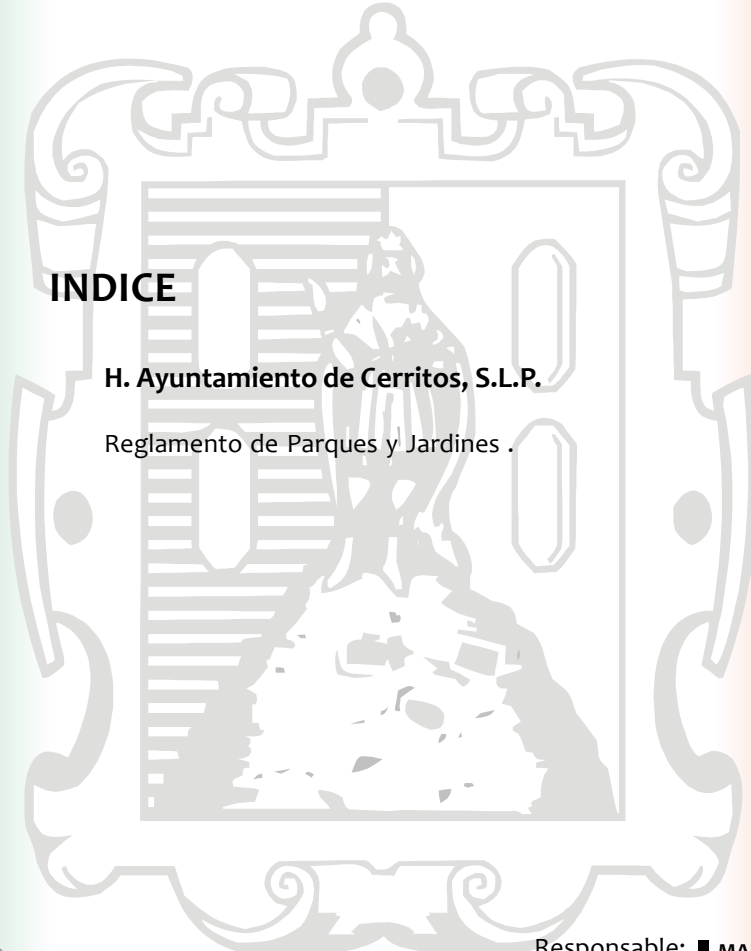 INDICE
H. Ayuntamiento de Cerritos, S.L.P.
Reglamento de Parques y Jardines .
Responsable: